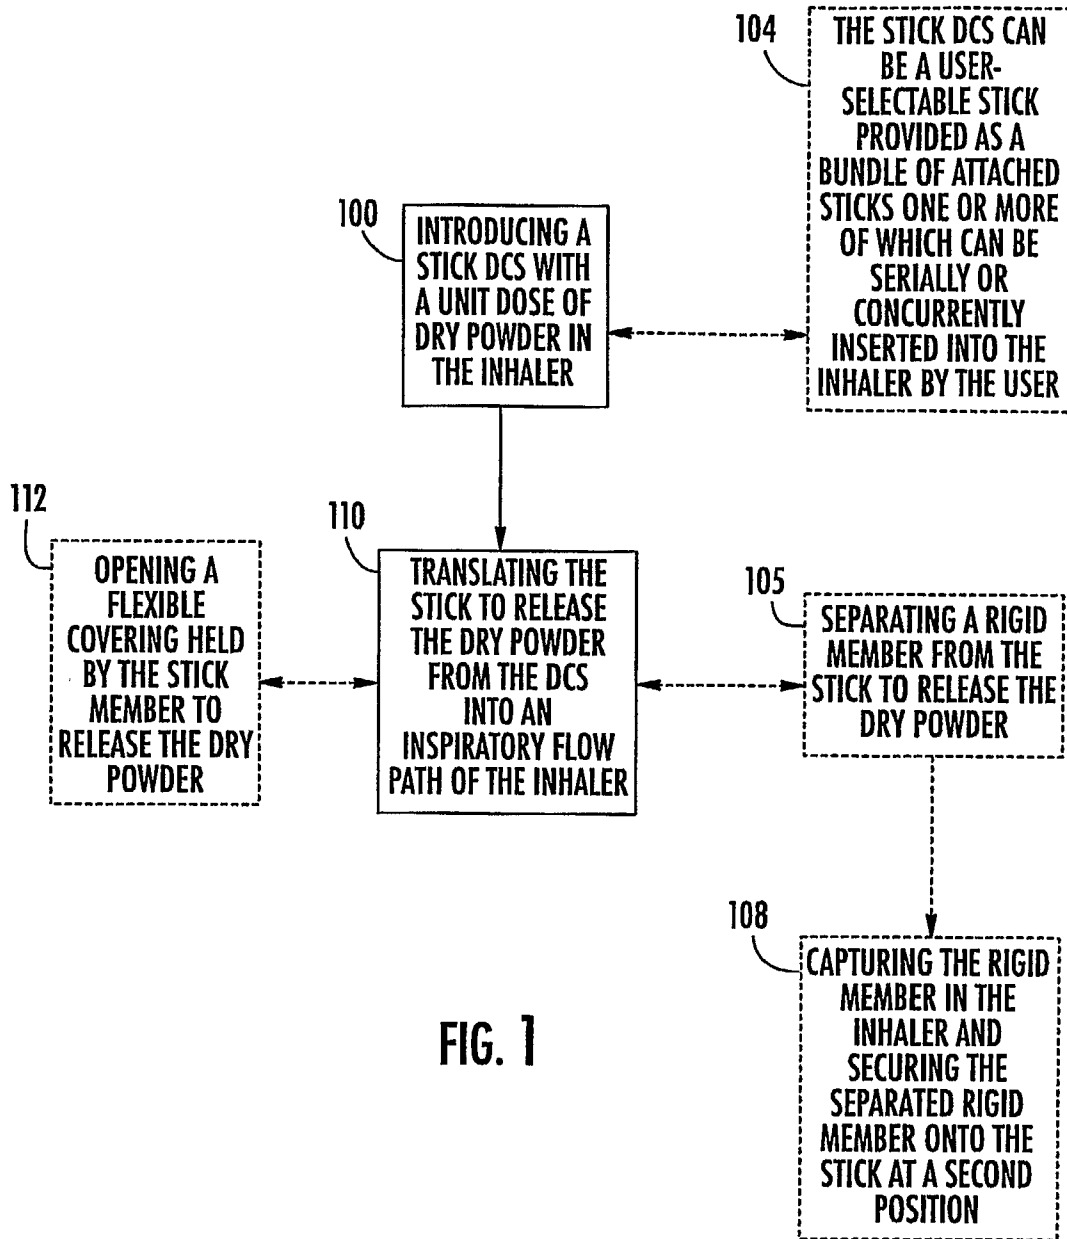 104
THE STICK DCS CAN
BE A USER-
SELECTABLE STICK
PROVIDED AS A
BUNDLE OF ATTACHED
STICKS ONE OR MORE
OF WHICH CAN BE
SERIALLY OR
CONCURRENTLY
INSERTED INTO THE
INHALER BY THE USER
100
INTRODUCING A
STICK DCS WITH
A UNIT DOSE OF
DRY POWDER IN
THE INHALER
112
OPENING A
FLEXIBLE
COVERING HELD
BY THE STICK
MEMBER TO
RELEASE THE DRY
POWDER
110
TRANSLATING THE
STICK TO RELEASE
THE DRY POWDER
FROM THE DCS
INTO AN
INSPIRATORY FLOW
PATH OF THE INHALER
105
SEPARATING A RIGID
MEMBER FROM THE
STICK TO RELEASE THE
DRY POWDER
108
CAPTURING THE RIGID
MEMBER IN THE
INHALER AND
SECURING THE
SEPARATED RIGID
MEMBER ONTO THE
STICK AT A SECOND
POSITION
FIG. 1